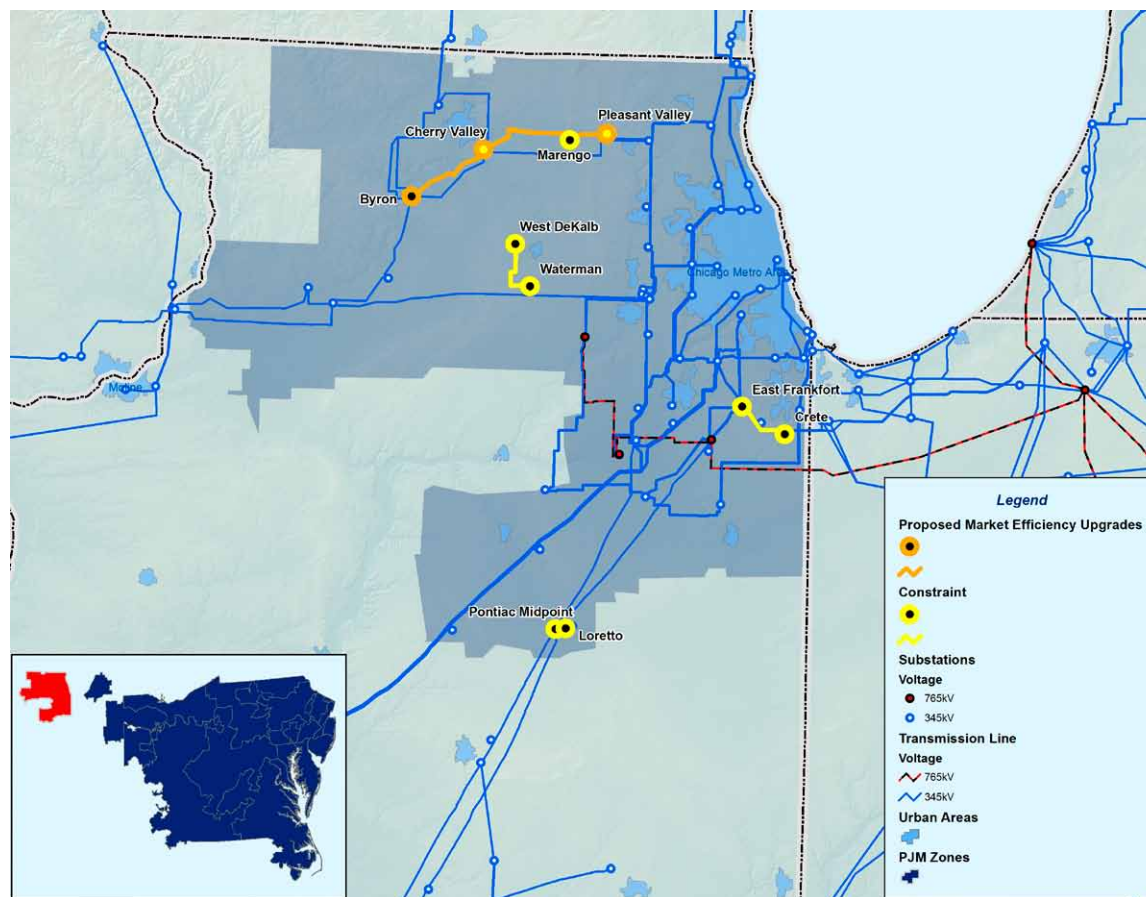 Pleasant Valley
Cherry Valley
Marengo
Byron
West DeKalb
Waterman
Chicago Metro Area
Moline
East Frankfort
Crete
Pontiac Midpoint
Loretto
Legend
Proposed Market Efficiency Upgrades
Constraint
Substations
Voltage
765kV
345kV
Transmission Line
Voltage
765kV
345kV
Urban Areas
PJM Zones